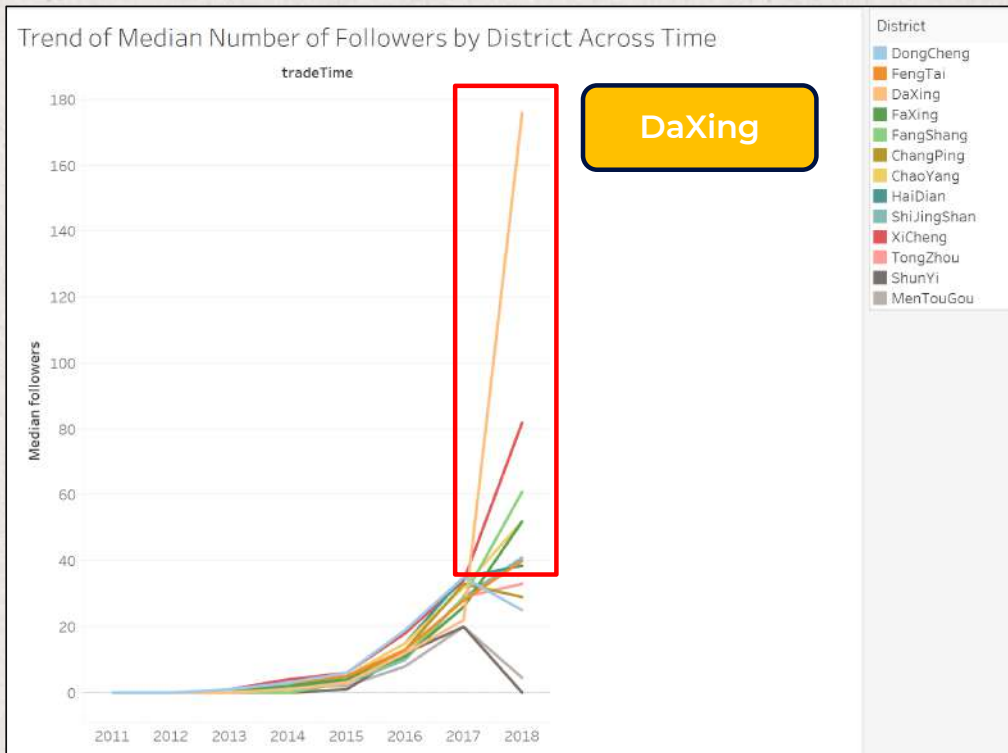 Trend of Median Number of Followers by District Across Time
tradeTime
180
160
140
120
100
80
60
40
20
0
Median followers
2011 2012 2013 2014 2015 2016 2017 2018
DaXing
District
DongCheng
FengTai
DaXing
FaXing
FangShang
ChangPing
ChaoYang
HaiDian
ShiJingShan
XiCheng
TongZhou
ShunYi
MenTouGou